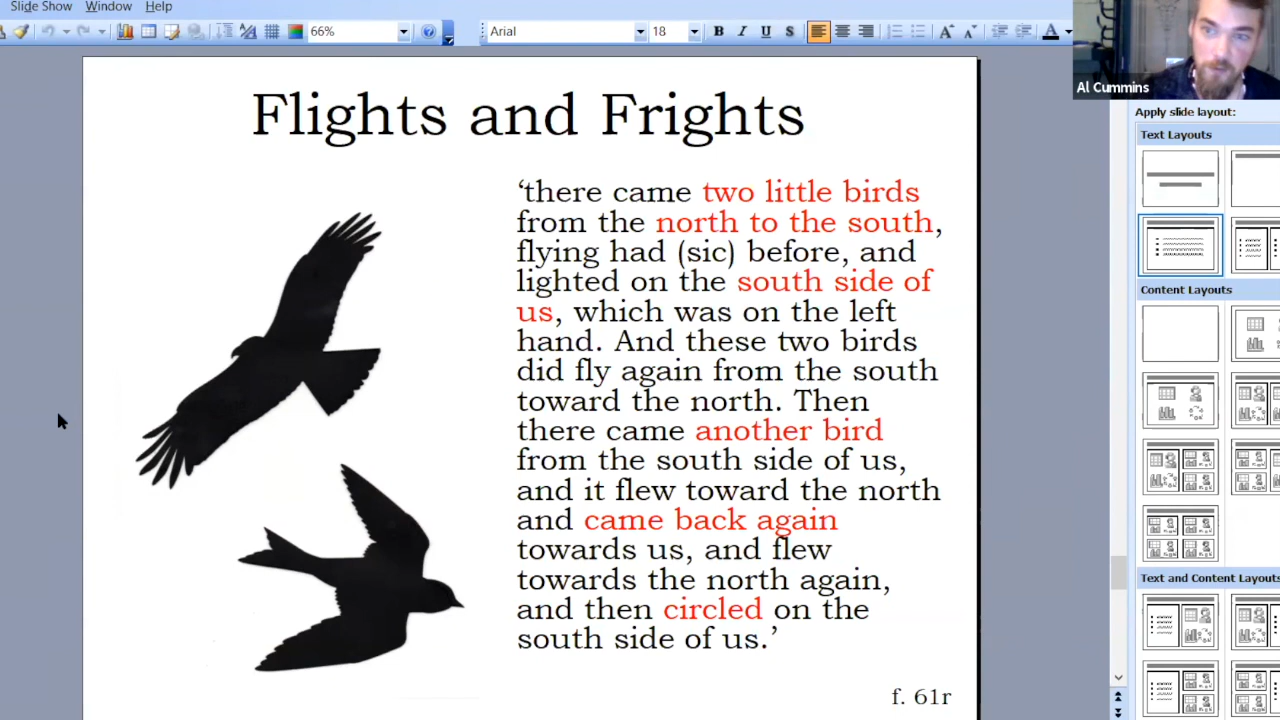 Slide Show Window Help
66% Arial 18 B I U S A A A
Al Cummins
Apply slide layout:
Text Layouts
Content Layouts
Text and Content Layouts
Flights and Frights
‘there came two little birds
from the north to the south,
flying had (sic) before, and
lighted on the south side of
us, which was on the left
hand. And these two birds
did fly again from the south
toward the north. Then
there came another bird
from the south side of us,
and it flew toward the north
and came back again
towards us, and flew
towards the north again,
and then circled on the
south side of us.’
f. 61r